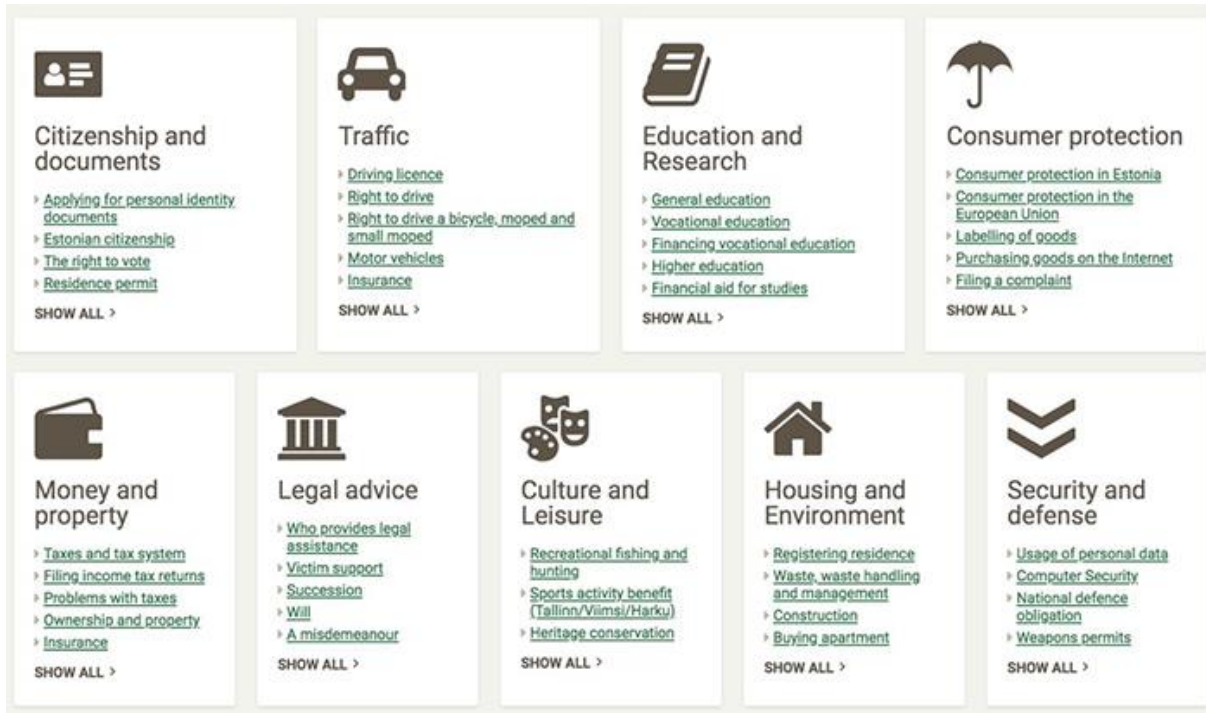 Citizenship and
documents
Applying for personal identity
documents
Estonian citizenship
The right to vote
Residence permit
SHOW ALL >
Traffic
Driving licence
Right to drive
Right to drive a bicycle, moped and
small moped
Motor vehicles
Insurance
SHOW ALL >
Education and
Research
General education
Vocational education
Financing vocational education
Higher education
Financial aid for studies
SHOW ALL >
Consumer protection
Consumer protection in Estonia
Consumer protection in the
European Union
Labelling of goods
Purchasing goods on the Internet
Filing a complaint
SHOW ALL >
Money and
property
Taxes and tax system
Filing income tax returns
Problems with taxes
Ownership and property
Insurance
SHOW ALL >
Legal advice
Who provides legal
assistance
Victim support
Succession
Will
A misdemeanour
SHOW ALL >
Culture and
Leisure
Recreational fishing and
hunting
Sports activity benefit
(Tallinn/Viimsi/Harku)
Heritage conservation
SHOW ALL >
Housing and
Environment
Registering residence
Waste, waste handling
and management
Construction
Buying apartment
SHOW ALL >
Security and
defense
Usage of personal data
Computer Security
National defence
obligation
Weapons permits
SHOW ALL >